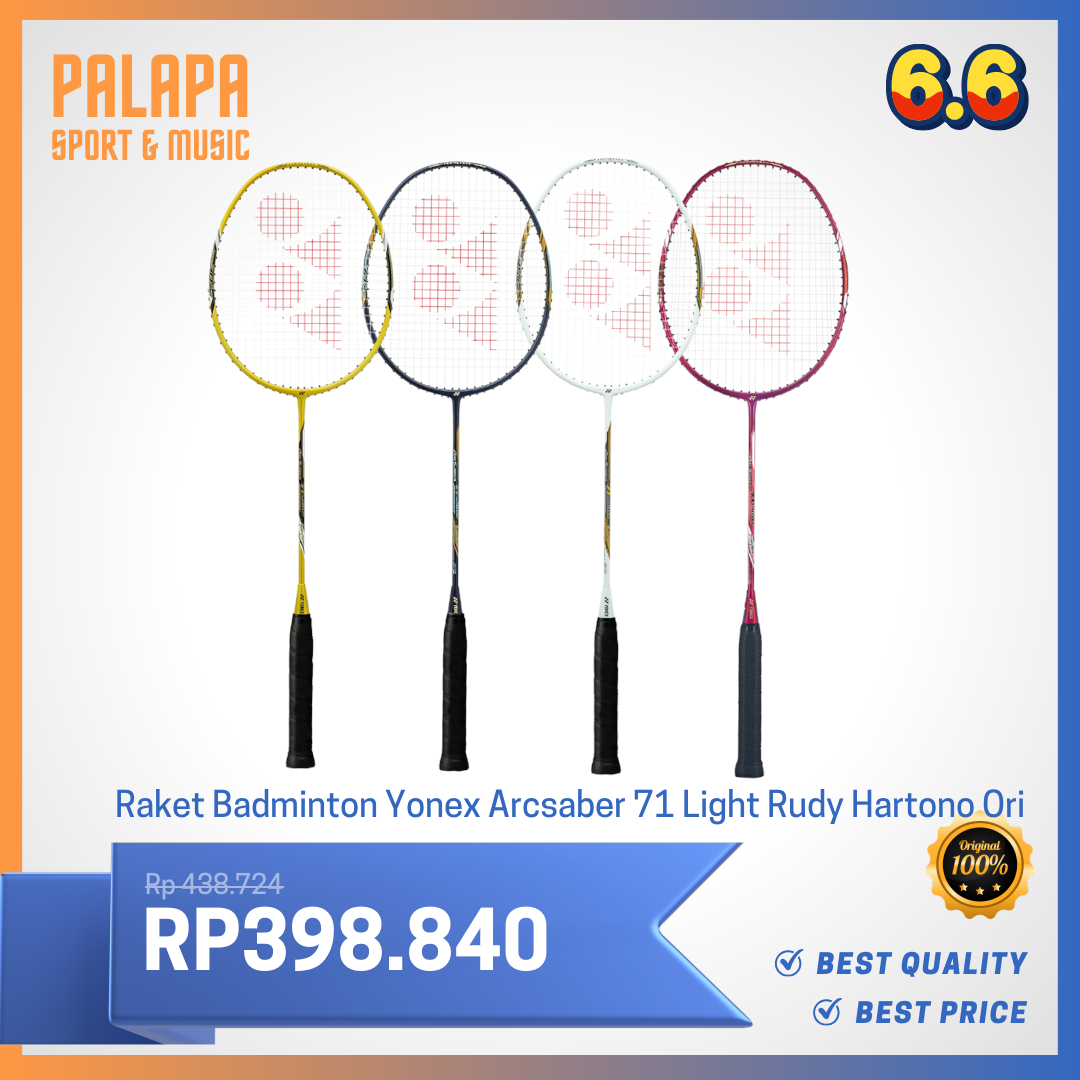 PALAPA
SPORT & MUSIC
6.6
Raket Badminton Yonex Arcsaber 71 Light Rudy Hartono Ori
Original
100%
Rp 438.724
RP398.840
BEST QUALITY
BEST PRICE